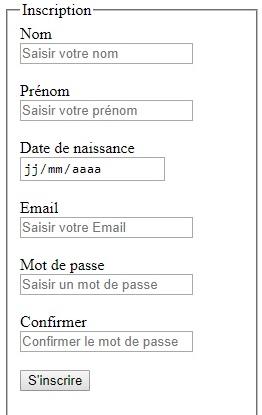 Inscription
Nom
Saisir votre nom
Prénom
Saisir votre prénom
Date de naissance
jj/mm/aaaa
Email
Saisir votre Email
Mot de passe
Saisir un mot de passe
Confirmer
Confirmer le mot de passe
S'inscrire